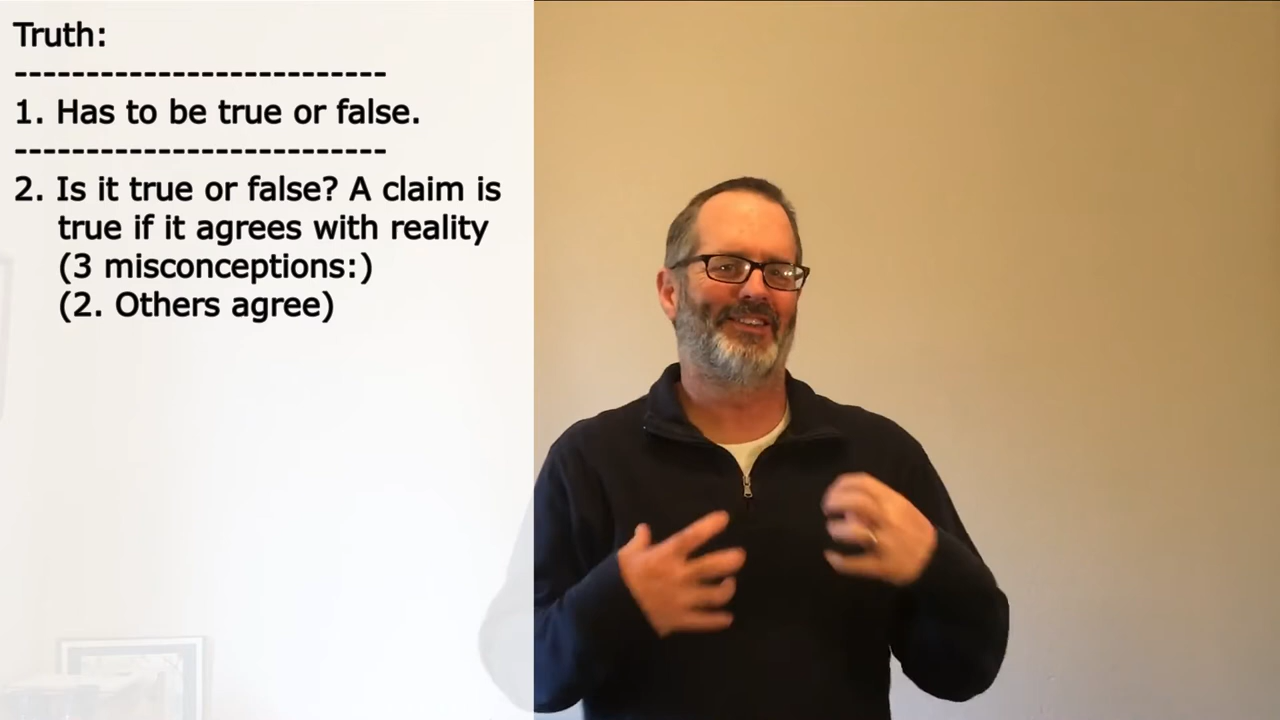 Truth:
--------------------------
1. Has to be true or false.
--------------------------
2. Is it true or false? A claim is
true if it agrees with reality
(3 misconceptions:)
(2. Others agree)